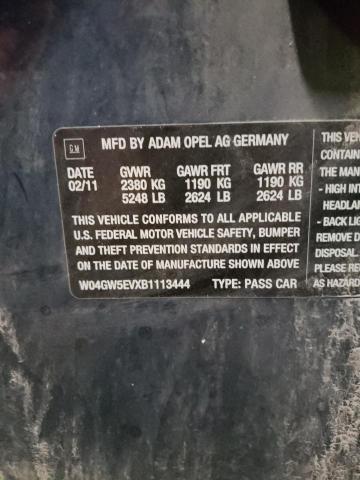 GM
MFD BY ADAM OPEL AG GERMANY
DATE GVWR GAWR FRT GAWR RR
02/11 2380 KG 1190 KG 1190 KG
5248 LB 2624 LB 2624 LB
THIS VEHICLE CONFORMS TO ALL APPLICABLE
U.S. FEDERAL MOTOR VEHICLE SAFETY, BUMPER
AND THEFT PREVENTION STANDARDS IN EFFECT
ON THE DATE OF MANUFACTURE SHOWN ABOVE
W04GW5EVXB1113444 TYPE: PASS CAR
THIS VEN
CONTAIN
THE MAN
- HIGH INT
HEADLAN
- BACK LIG
REMOVE D
DISPOSAL.
PLEASE RE
AS HAZARD